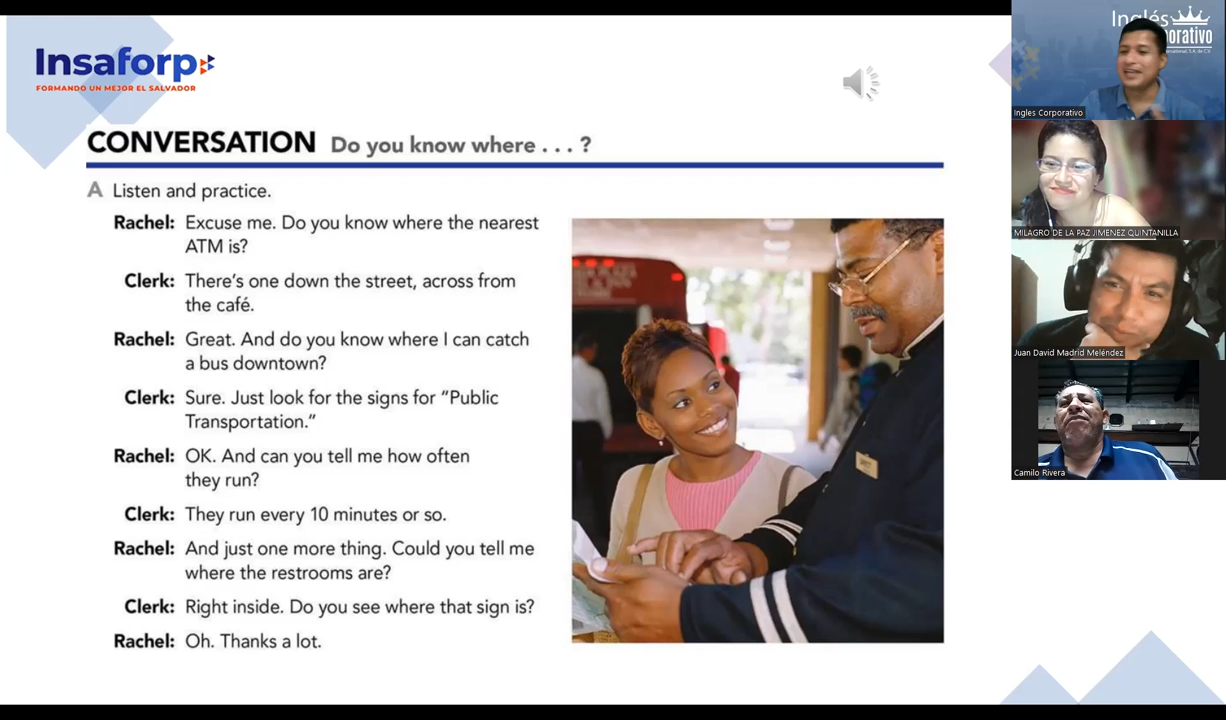 Insaforp
FORMANDO UN MEJOR EL SALVADOR
CONVERSATION Do you know where . . . ?
A Listen and practice.
Rachel: Excuse me. Do you know where the nearest
ATM is?
Clerk: There's one down the street, across from
the café.
Rachel: Great. And do you know where I can catch
a bus downtown?
Clerk: Sure. Just look for the signs for “Public
Transportation.”
Rachel: OK. And can you tell me how often
they run?
Clerk: They run every 10 minutes or so.
Rachel: And just one more thing. Could you tell me
where the restrooms are?
Clerk: Right inside. Do you see where that sign is?
Rachel: Oh. Thanks a lot.
Inglés
Ingles Corporativo
MILAGRO DE LA PAZ JIMENEZ QUINTANILLA
Juan David Madrid Meléndez
Camilo Rivera